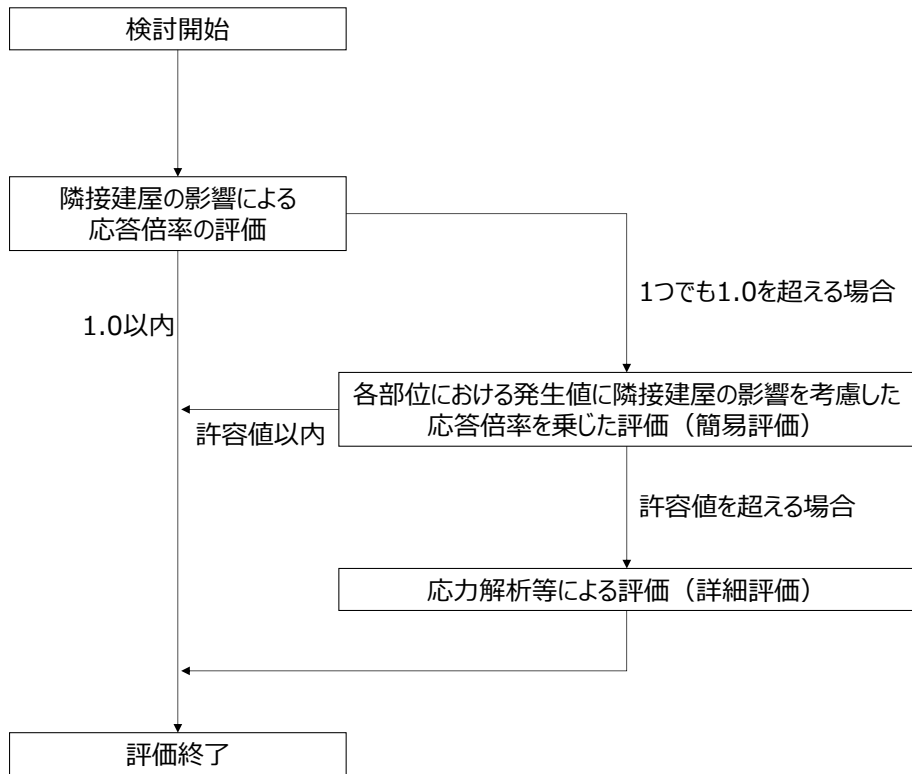 検討開始
隣接建屋の影響による
応答倍率の評価
1つでも1.0を超える場合
1.0以内
各部位における発生値に隣接建屋の影響を考慮した
応答倍率を乗じた評価（簡易評価）
許容値以内
許容値を超える場合
応力解析等による評価（詳細評価）
評価終了